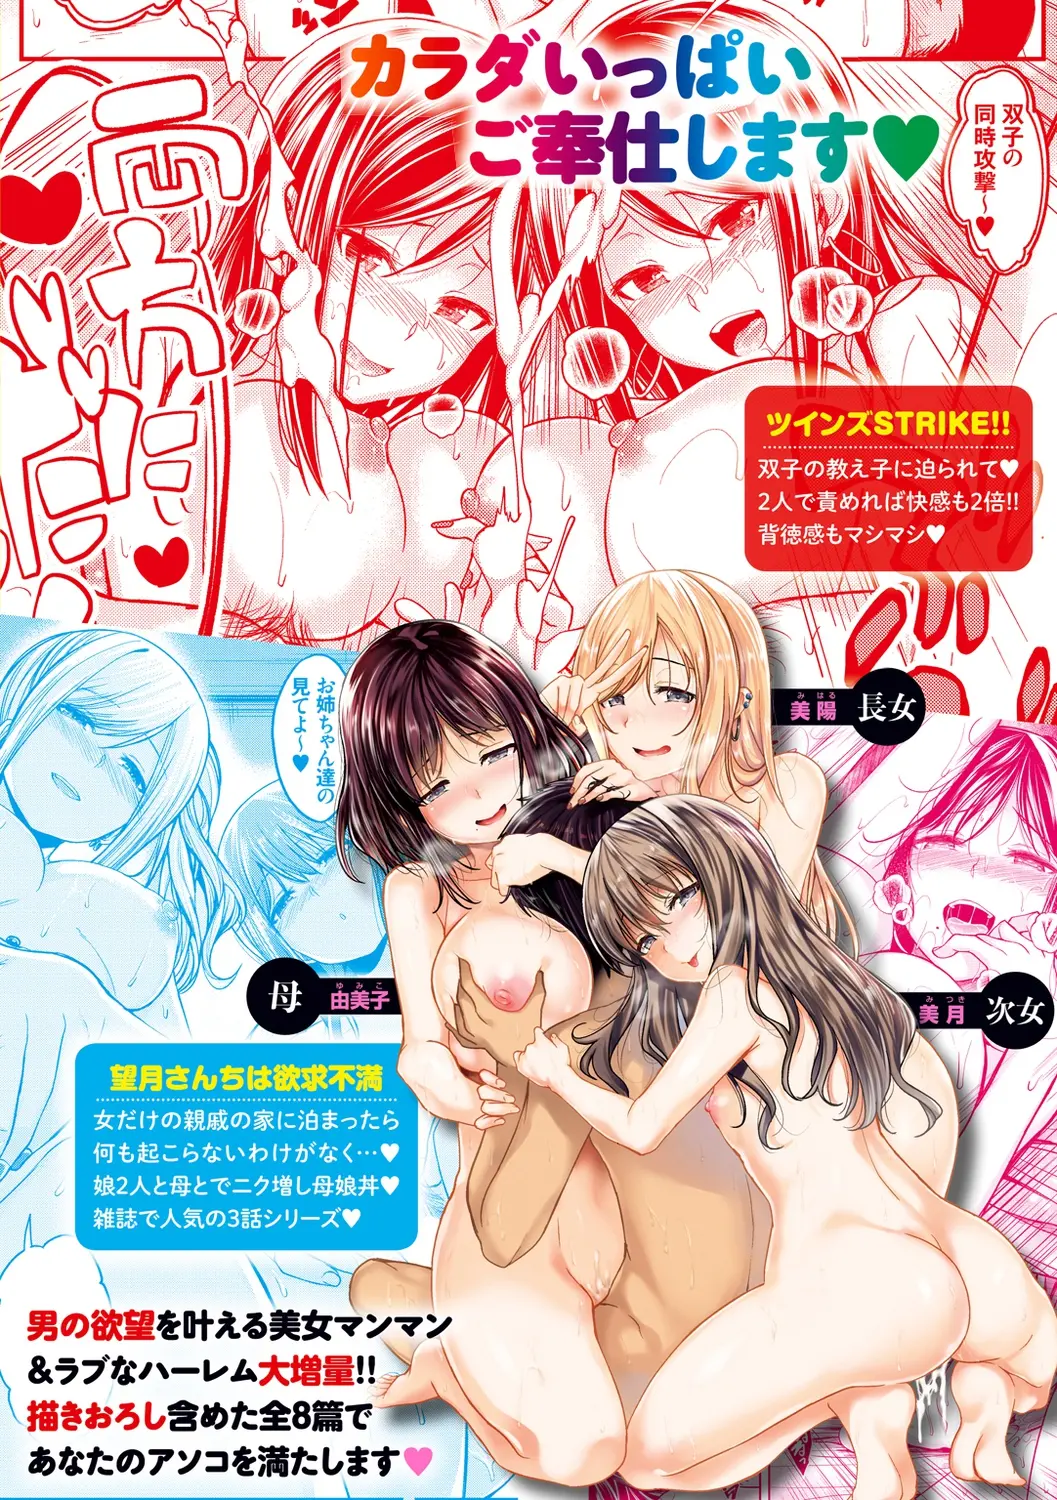 カラダいっぱい
ご奉仕します♥
双子の
同時攻撃〜♥
ツインズSTRIKE!!
双子の教え子に迫られて♥
2人で責めれば快感も2倍!!
背徳感もマシマシ♥
お姉ちゃん達の
見てよ〜♥
みはる
美陽 長女
ゆみこ
母 由美子
みつき
美月 次女
望月さんちは欲求不満
女だけの親戚の家に泊まったら
何も起こらないわけがなく…♥
娘2人と母とでニク増し母娘丼♥
雑誌で人気の3話シリーズ♥
男の欲望を叶える美女マンマン
&ラブなハーレム大増量!!
描きおろし含めた全8篇で
あなたのアソコを満たします♥